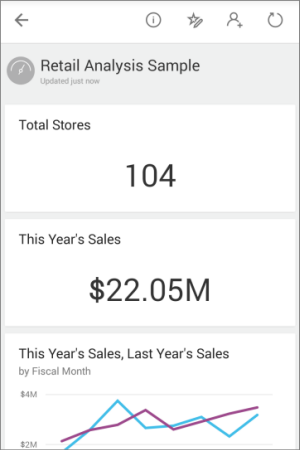 Retail Analysis Sample
Updated just now
Total Stores
104
This Year's Sales
$22.05M
This Year's Sales, Last Year's Sales
by Fiscal Month
$4M
$2M